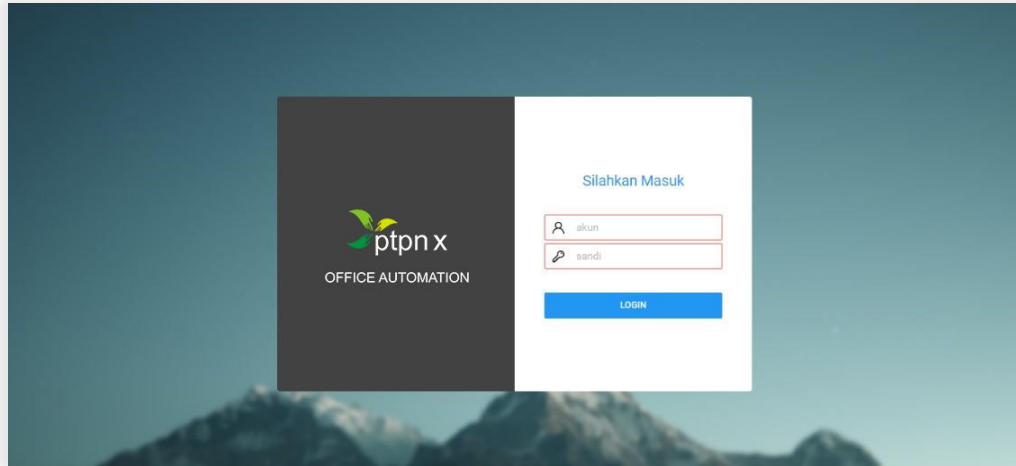 ptpn x
OFFICE AUTOMATION
Silahkan Masuk
akun
sandi
LOGIN